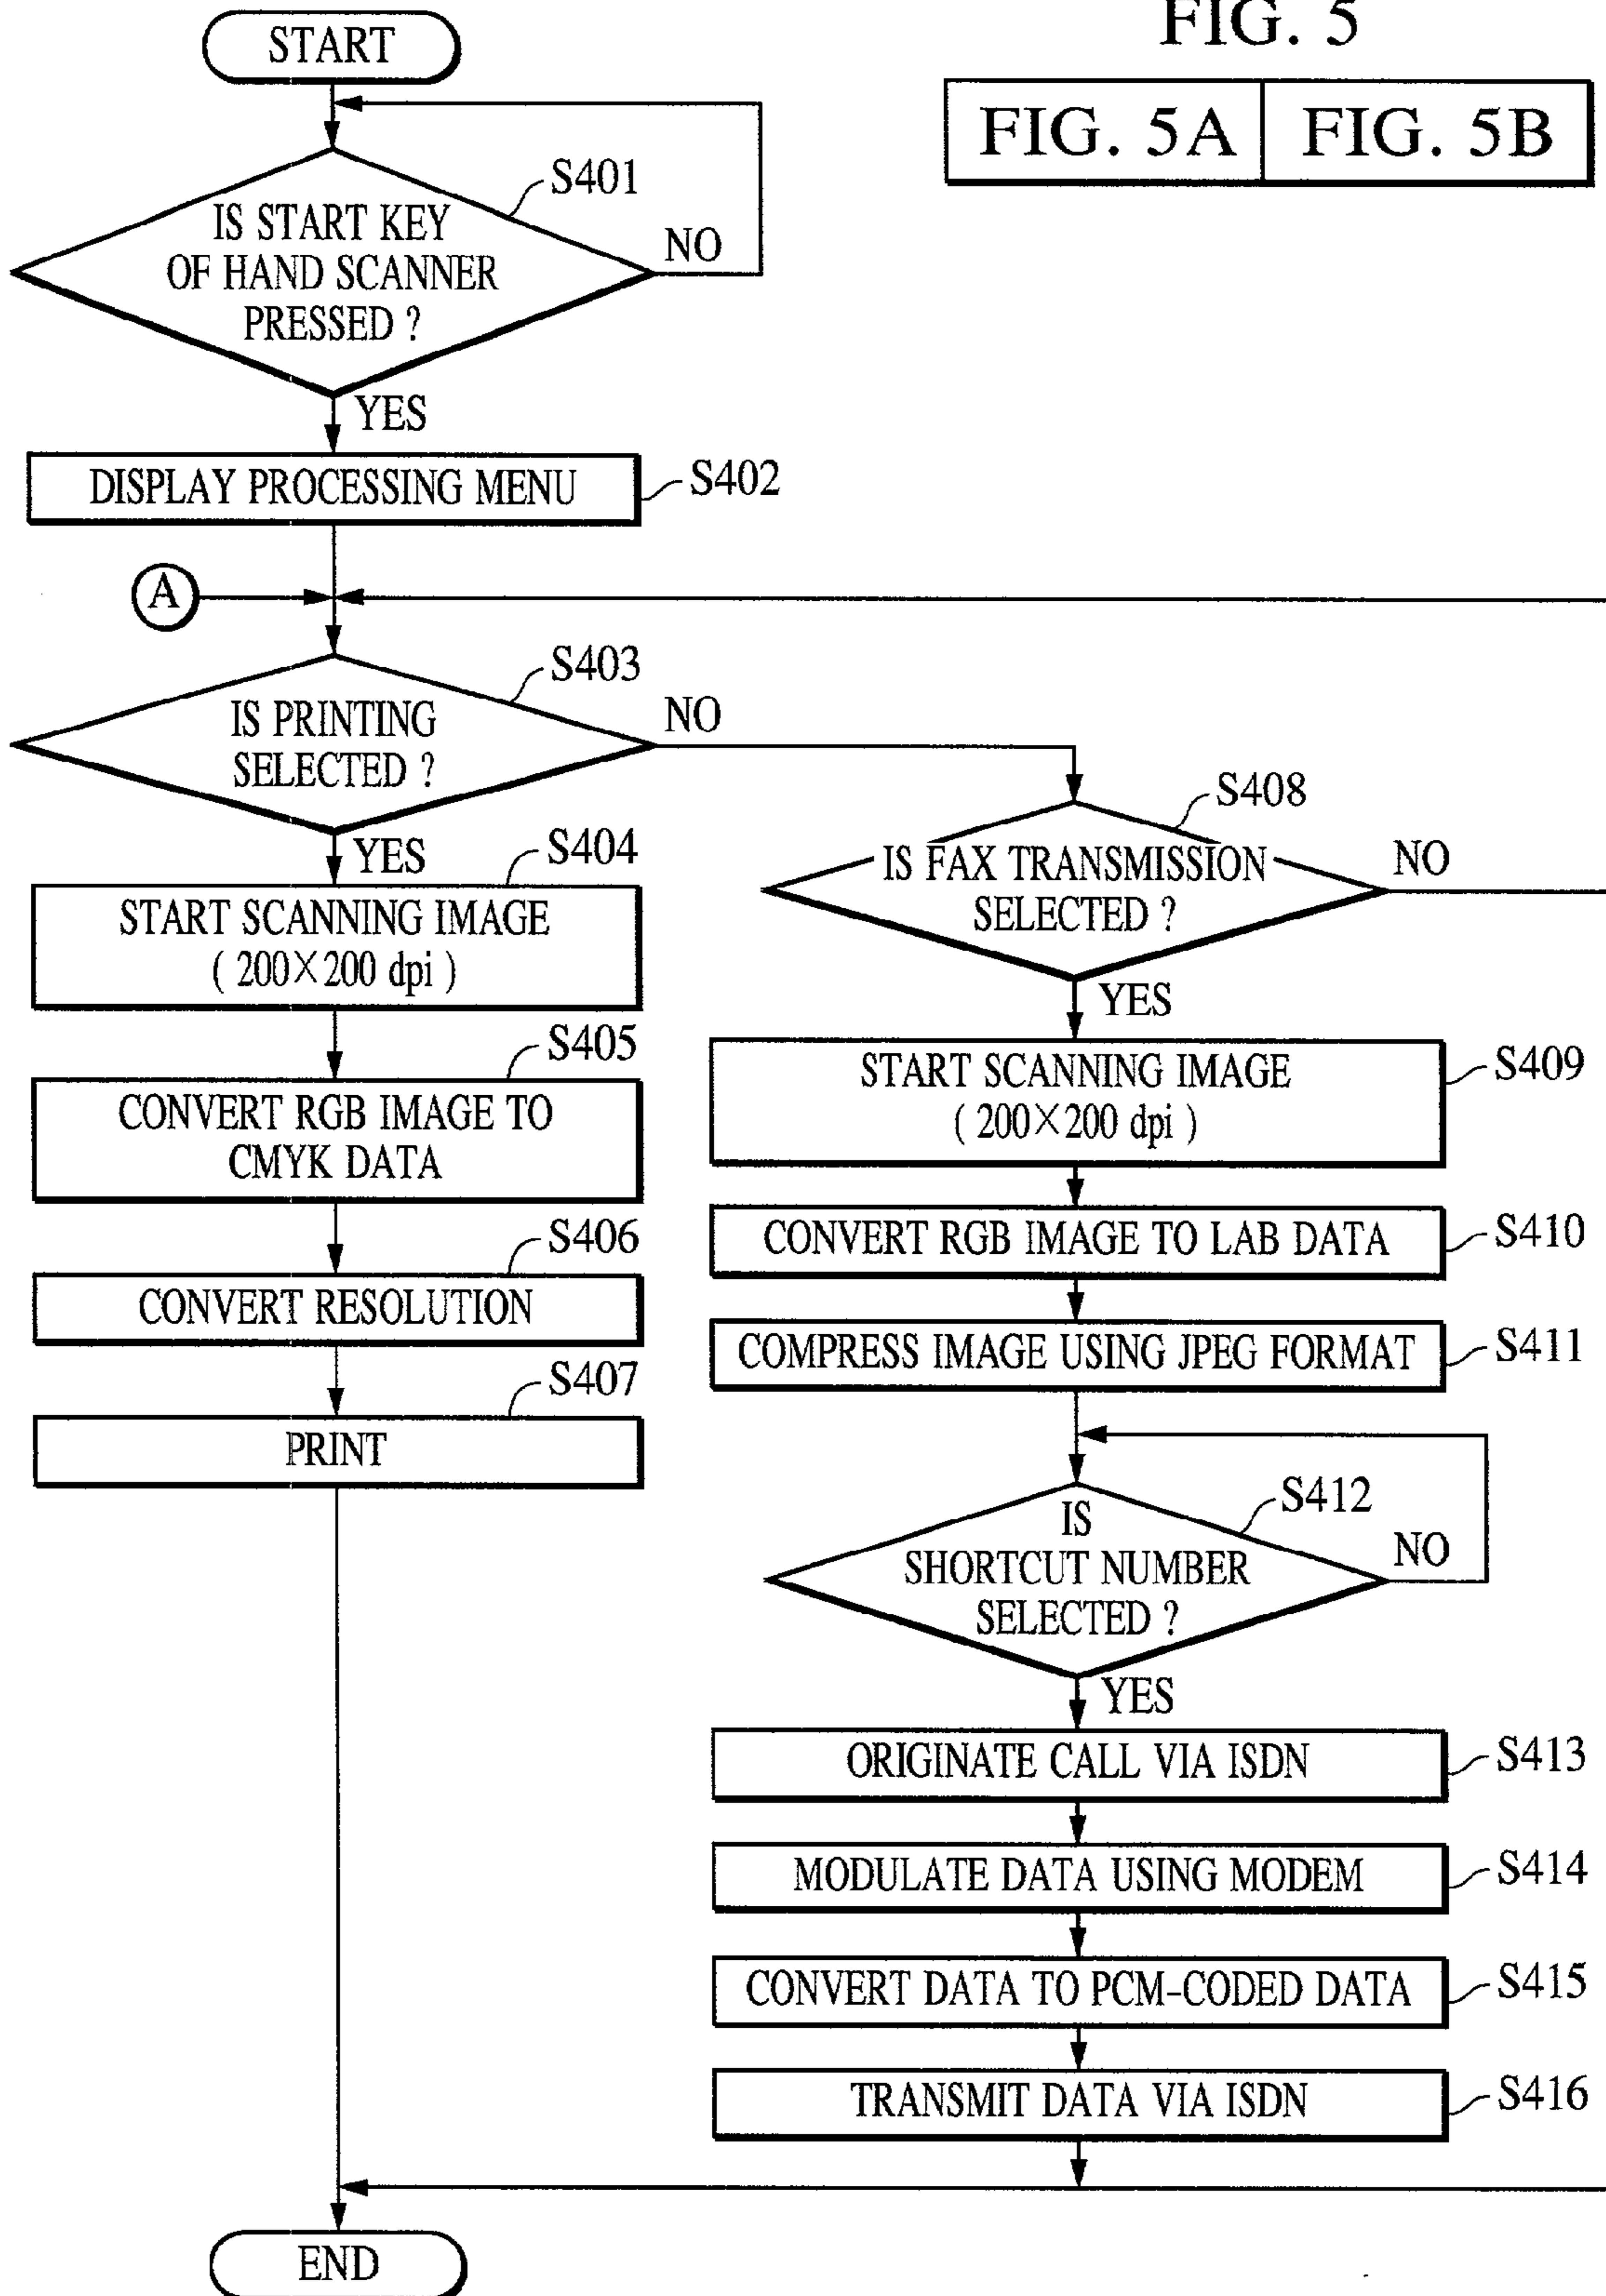 FIG. 5
FIG. 5A FIG. 5B
START
S401
IS START KEY
OF HAND SCANNER
PRESSED ?
NO
YES
DISPLAY PROCESSING MENU
S402
A
S403
IS PRINTING
SELECTED ?
NO
YES
S404
START SCANNING IMAGE
( 200×200 dpi )
S405
CONVERT RGB IMAGE TO
CMYK DATA
S406
CONVERT RESOLUTION
S407
PRINT
S408
IS FAX TRANSMISSION
SELECTED ?
NO
YES
START SCANNING IMAGE
( 200×200 dpi )
S409
CONVERT RGB IMAGE TO LAB DATA
S410
COMPRESS IMAGE USING JPEG FORMAT
S411
S412
IS
SHORTCUT NUMBER
SELECTED ?
NO
YES
ORIGINATE CALL VIA ISDN
S413
MODULATE DATA USING MODEM
S414
CONVERT DATA TO PCM-CODED DATA
S415
TRANSMIT DATA VIA ISDN
S416
END